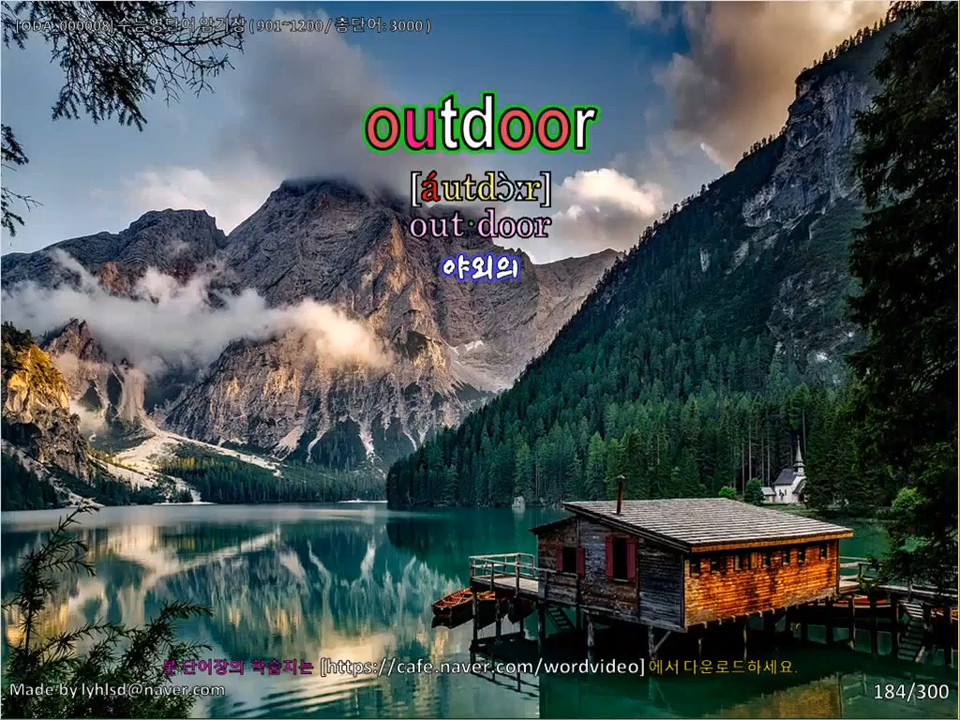 [ODA_000008] 수능영단어 암기장 ( 901~1200 / 총단어: 3000 )
outdoor
[áutdɔ̀ːr]
out·door
야외의
본 단어장의 학습지는 [https://cafe.naver.com/wordvideo] 에서 다운로드하세요.
Made by lyhlsd@naver.com
184/300